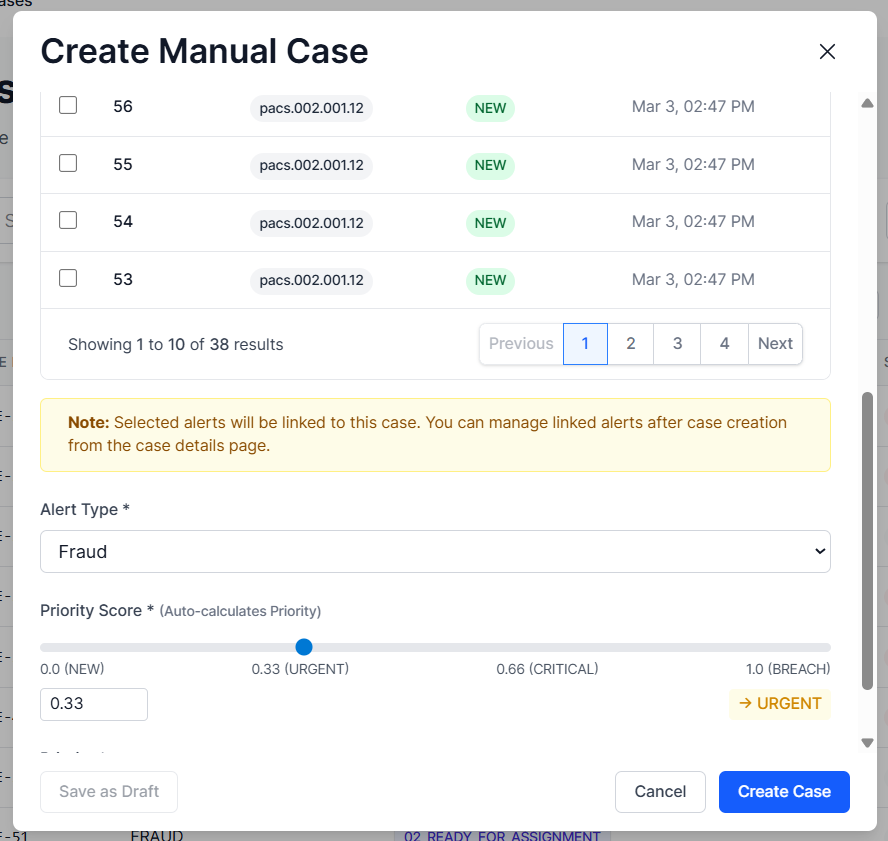 ases
Create Manual Case
56 pacs.002.001.12 NEW Mar 3, 02:47 PM
55 pacs.002.001.12 NEW Mar 3, 02:47 PM
54 pacs.002.001.12 NEW Mar 3, 02:47 PM
53 pacs.002.001.12 NEW Mar 3, 02:47 PM
Showing 1 to 10 of 38 results Previous 1 2 3 4 Next
Note: Selected alerts will be linked to this case. You can manage linked alerts after case creation
from the case details page.
Alert Type *
Fraud
Priority Score * (Auto-calculates Priority)
0.0 (NEW) 0.33 (URGENT) 0.66 (CRITICAL) 1.0 (BREACH)
0.33 → URGENT
Save as Draft Cancel Create Case
E-51 FRAUD 02_READY_FOR_ASSIGNMENT